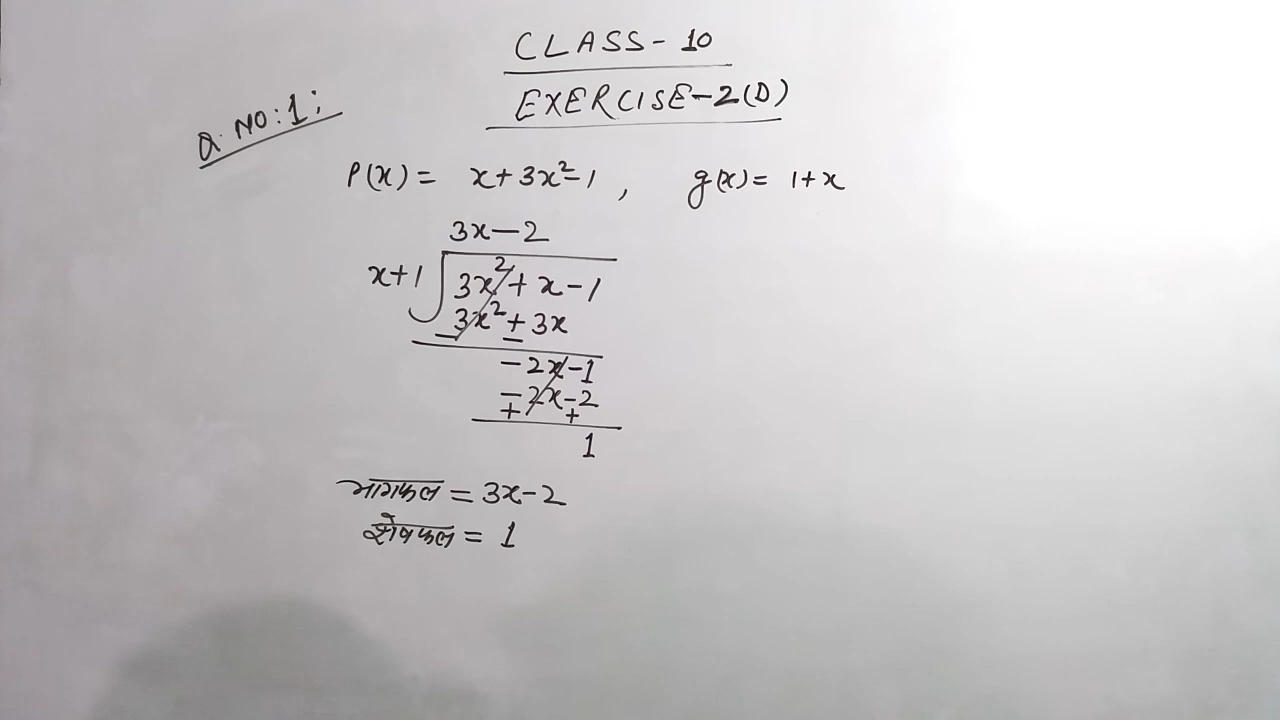 CLASS-10
EXERCISE-2(D)
Q. NO:1;
P(x) = x+3x²-1, g(x) = 1+x
3x-2
x+1 3x²+x-1
3x²+3x
- -
-2x-1
-2x-2
+ +
1
भागफल = 3x-2
शेषफल = 1